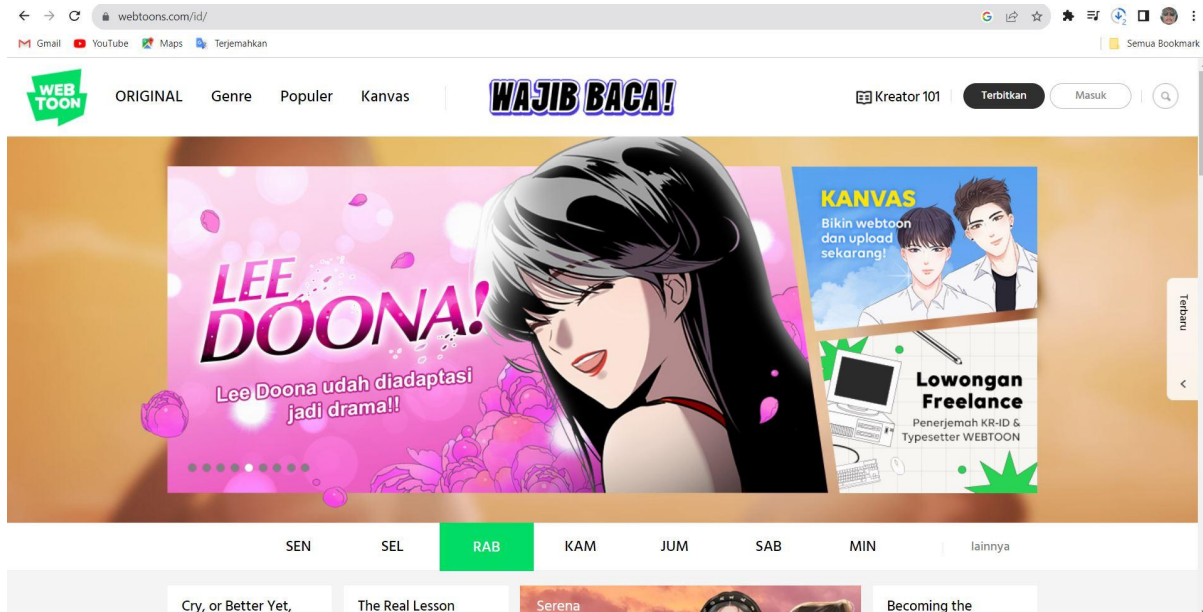 webtoons.com/id/
Gmail YouTube Maps Terjemahkan Semua Bookmark
WEB
TOON
ORIGINAL Genre Populer Kanvas WAJIB BACA! Kreator 101 Terbitkan Masuk
LEE
DOONA!
Lee Doona udah diadaptasi
jadi drama!!
KANVAS
Bikin webtoon
dan upload
sekarang!
Lowongan
Freelance
Penerjemah KR-ID &
Typesetter WEBTOON
Terbaru
SEN SEL RAB KAM JUM SAB MIN lainnya
Cry, or Better Yet, The Real Lesson Serena Becoming the